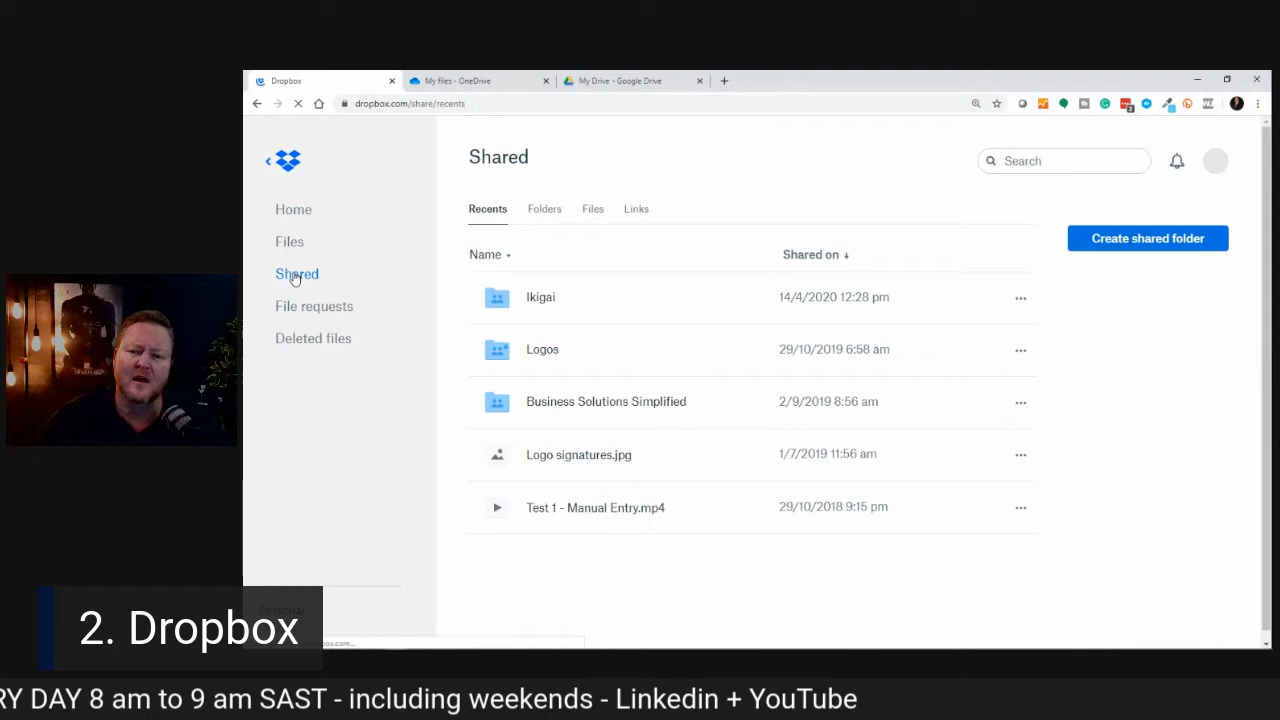 Dropbox
My files - OneDrive
My Drive - Google Drive
dropbox.com/share/recents
Shared
Search
Home
Files
Shared
File requests
Deleted files
Recents Folders Files Links
Create shared folder
Name Shared on
Ikigai 14/4/2020 12:28 pm
Logos 29/10/2019 6:58 am
Business Solutions Simplified 2/9/2019 8:56 am
Logo signatures.jpg 1/7/2019 11:56 am
Test 1 - Manual Entry.mp4 29/10/2018 9:15 pm
Personal
2. Dropbox
RY DAY 8 am to 9 am SAST - including weekends - Linkedin + YouTube